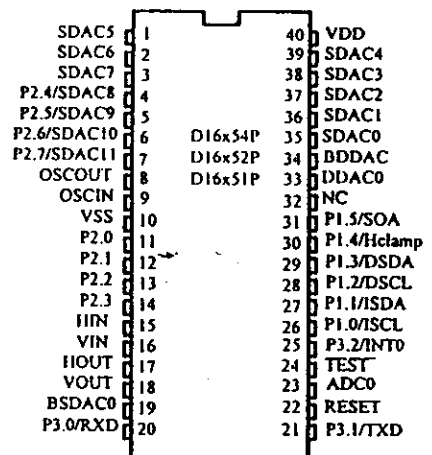 SDAC5 1 40 VDD
SDAC6 2 39 SDAC4
SDAC7 3 38 SDAC3
P2.4/SDAC8 4 37 SDAC2
P2.5/SDAC9 5 36 SDAC1
P2.6/SDAC10 6 D16x54P 35 SDAC0
P2.7/SDAC11 7 D16x52P 34 BDDAC
OSCOUT 8 D16x51P 33 DDAC0
OSCIN 9 32 NC
VSS 10 31 P1.5/SOA
P2.0 11 30 P1.4/Hclamp
P2.1 12 29 P1.3/DSDA
P2.2 13 28 P1.2/DSCL
P2.3 14 27 P1.1/ISDA
HIN 15 26 P1.0/ISCL
VIN 16 25 P3.2/INT0
HOUT 17 24 TEST
VOUT 18 23 ADC0
BSDAC0 19 22 RESET
P3.0/RXD 20 21 P3.1/TXD